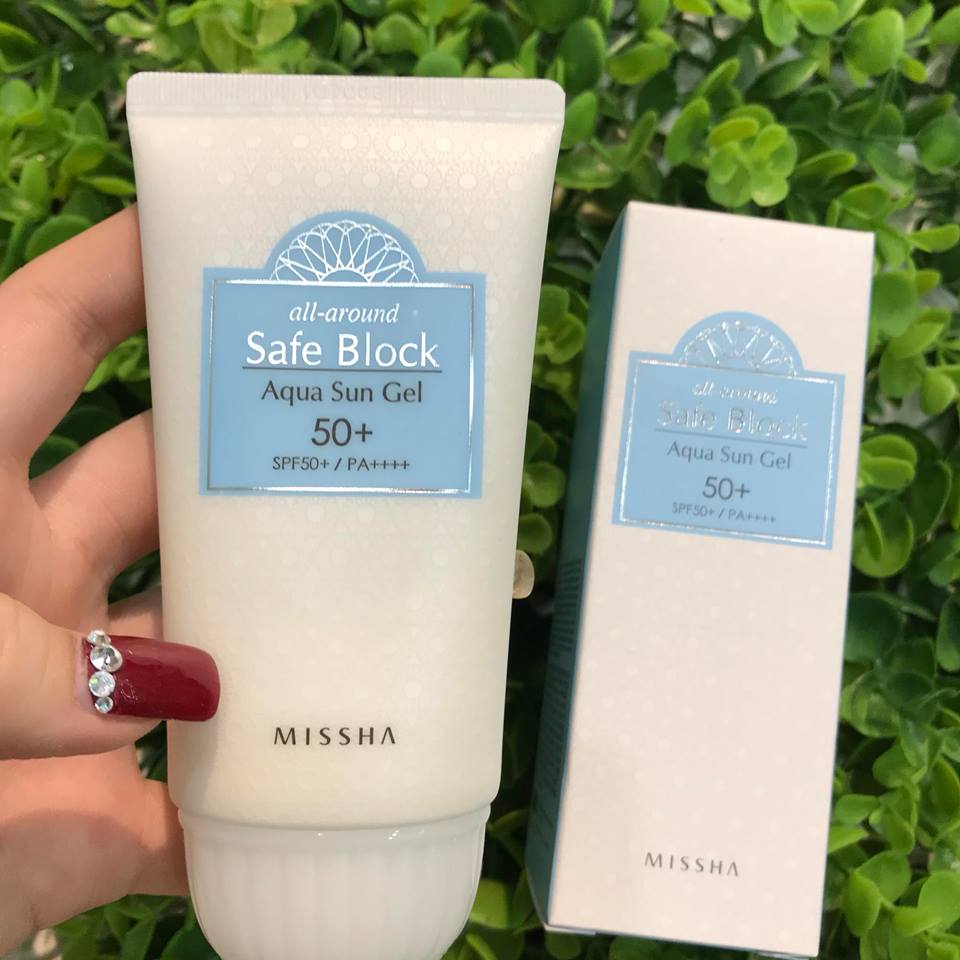 all-around
Safe Block
Aqua Sun Gel
50+
SPF50+ / PA++++
MISSHA
all-around
Safe Block
Aqua Sun Gel
50+
SPF50+ / PA++++
MISSHA